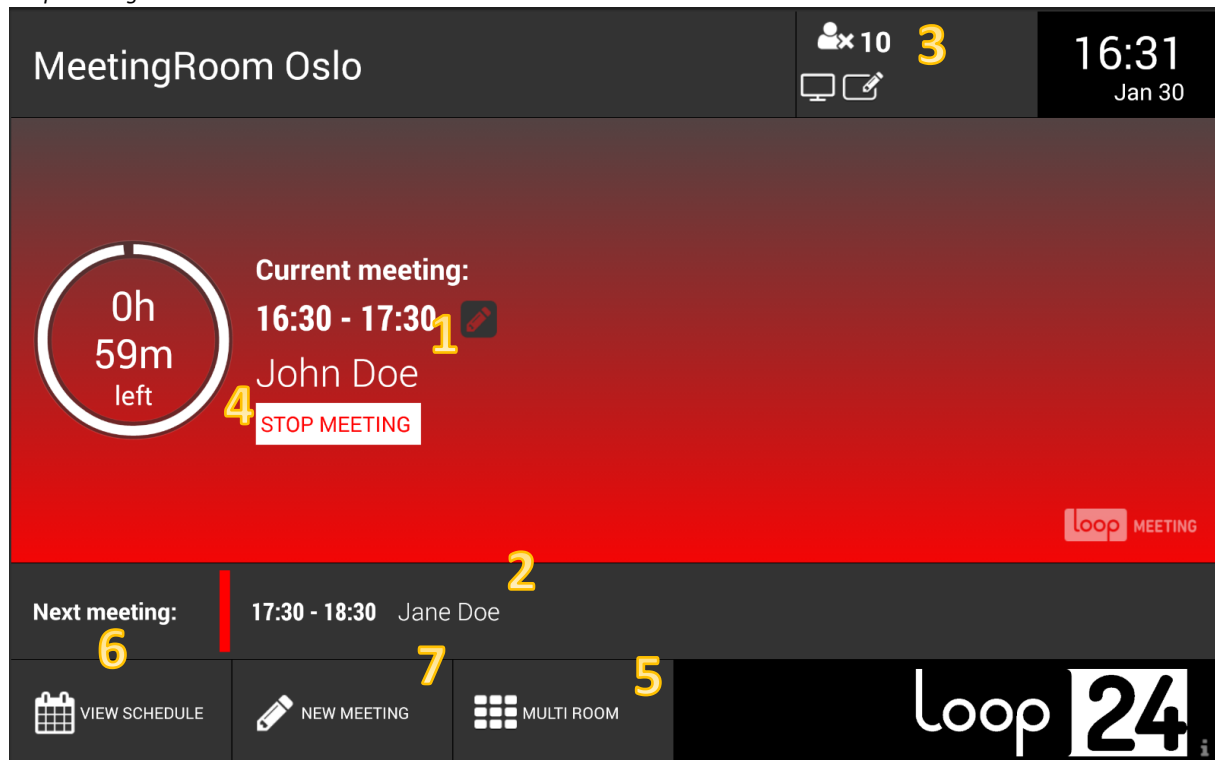 MeetingRoom Oslo
10
3
16:31
Jan 30
Current meeting:
0h
59m
left
16:30 - 17:30
1
John Doe
4
STOP MEETING
loop MEETING
2
Next meeting:
17:30 - 18:30 Jane Doe
6
7
5
VIEW SCHEDULE
NEW MEETING
MULTI ROOM
loop 24
i